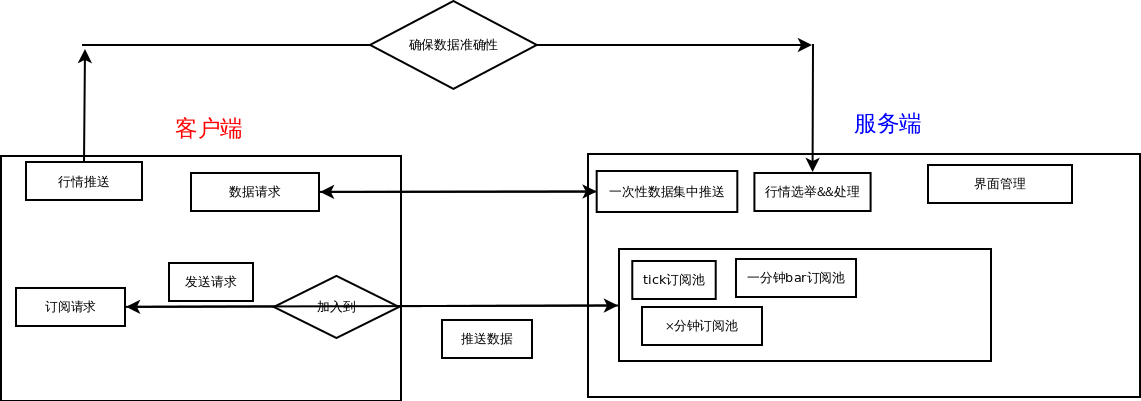 确保数据准确性
客户端
服务端
行情推送
数据请求
一次性数据集中推送
行情选举&&处理
界面管理
发送请求
订阅请求
加入到
推送数据
tick订阅池
一分钟bar订阅池
×分钟订阅池